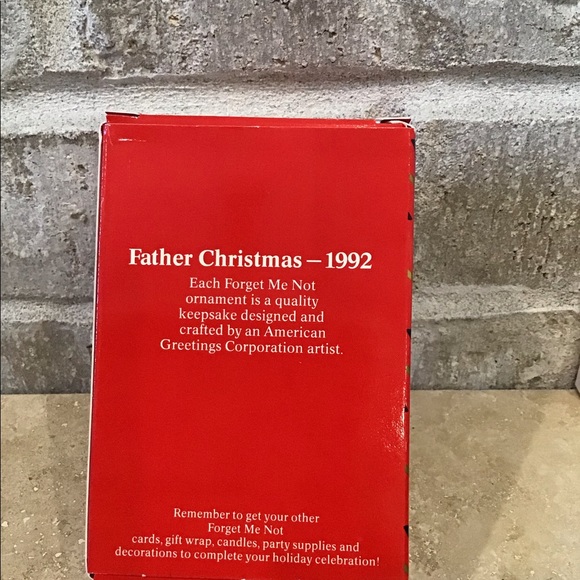 Father Christmas — 1992
Each Forget Me Not
ornament is a quality
keepsake designed and
crafted by an American
Greetings Corporation artist.
Remember to get your other
Forget Me Not
cards, gift wrap, candles, party supplies and
decorations to complete your holiday celebration!